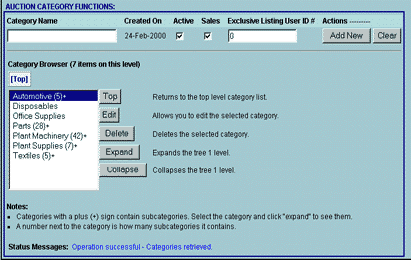 AUCTION CATEGORY FUNCTIONS:
Category Name Created On Active Sales Exclusive Listing User ID # Actions ---------
24-Feb-2000 0 Add New Clear
Category Browser (7 items on this level)
[Top]
Automotive (5)+ Top Returns to the top level category list.
Disposables
Office Supplies Edit Allows you to edit the selected category.
Parts (28)+
Plant Machinery (42)+ Delete Deletes the selected category.
Plant Supplies (7)+ Expand Expands the tree 1 level.
Textiles (5)+
Collapse Collapses the tree 1 level.
Notes:
Categories with a plus (+) sign contain subcategories. Select the category and click "expand" to see them.
A number next to the category is how many subcategories it contains.
Status Messages: Operation successful - Categories retrieved.